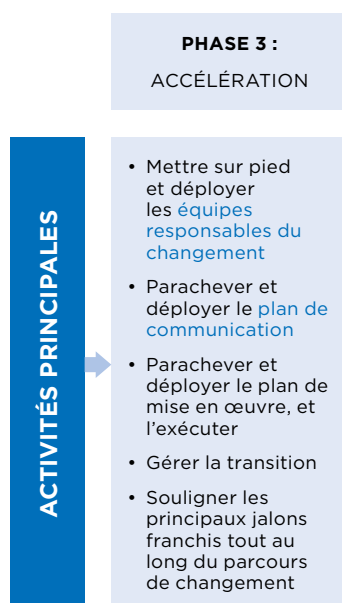 PHASE 3 :
ACCÉLÉRATION
ACTIVITÉS PRINCIPALES
• Mettre sur pied
et déployer
les équipes
responsables du
changement
• Parachever et
déployer le plan de
communication
• Parachever et
déployer le plan de
mise en œuvre, et
l'exécuter
• Gérer la transition
• Souligner les
principaux jalons
franchis tout au
long du parcours
de changement